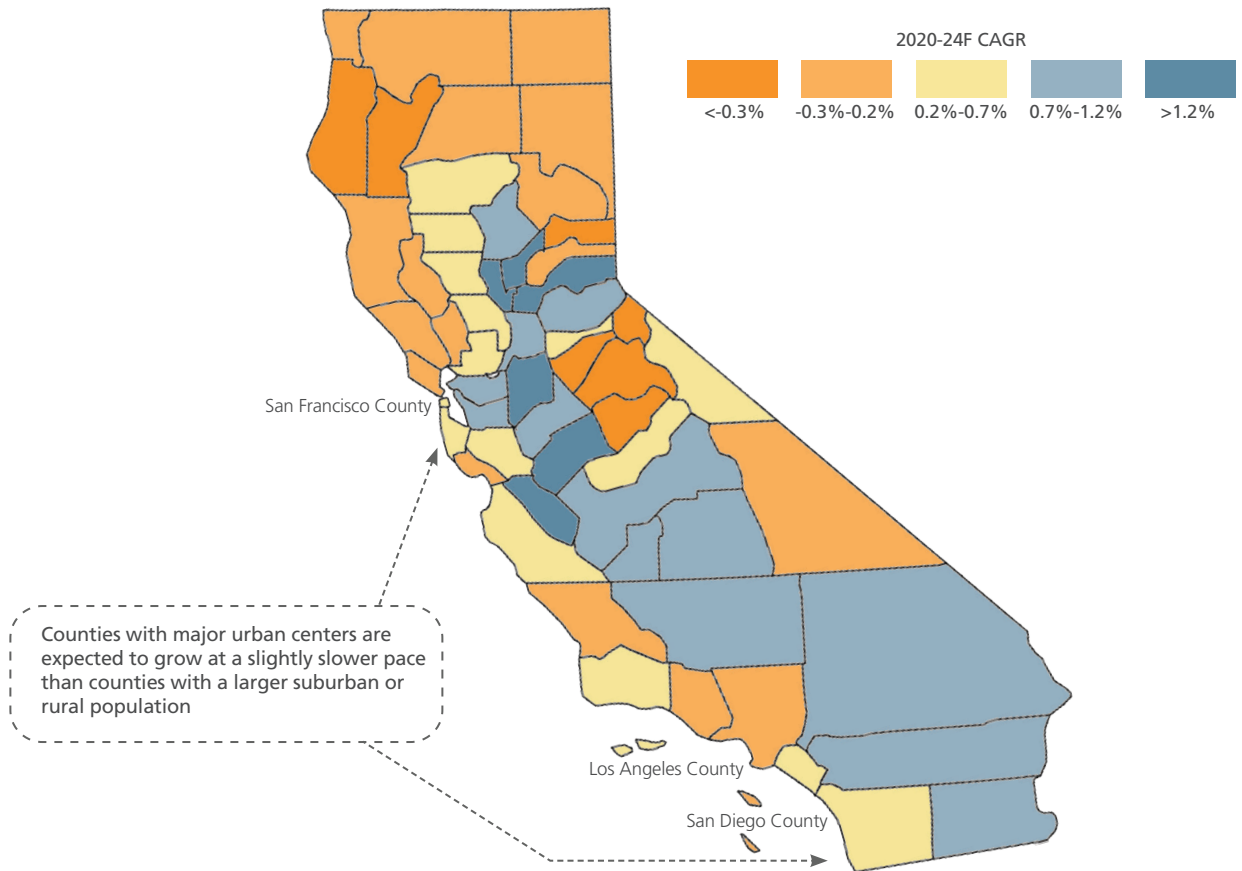 2020-24F CAGR
<-0.3% -0.3%-0.2% 0.2%-0.7% 0.7%-1.2% >1.2%
San Francisco County
Counties with major urban centers are
expected to grow at a slightly slower pace
than counties with a larger suburban or
rural population
Los Angeles County
San Diego County